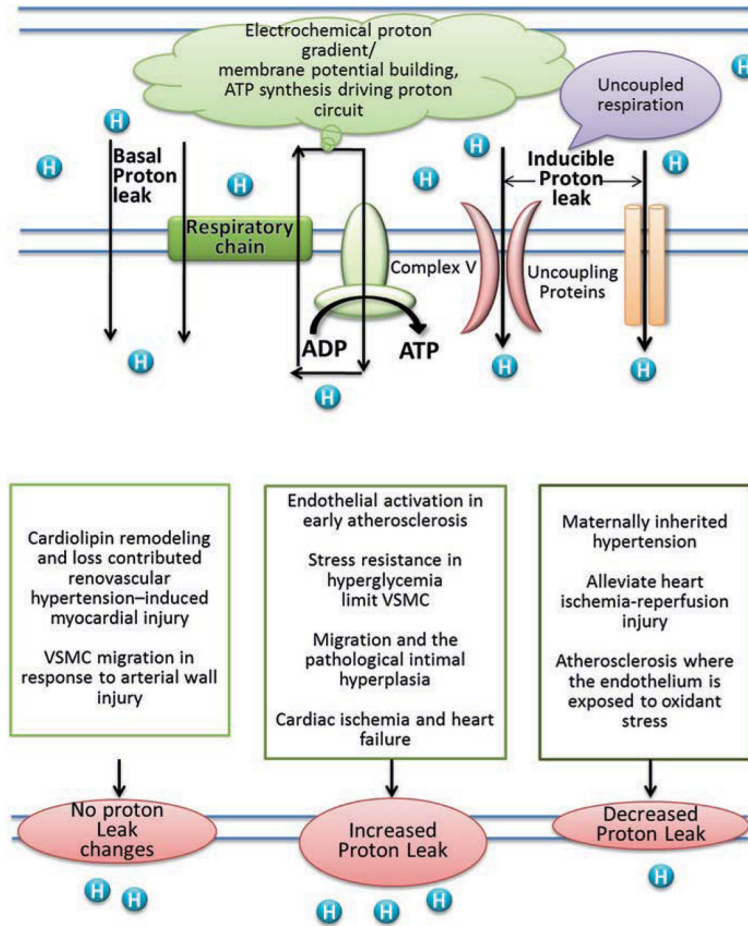 Electrochemical proton
gradient/
membrane potential building,
ATP synthesis driving proton
circuit
Uncoupled
respiration
H
H
H
H
H
H
H
Basal
Proton
leak
Inducible
Proton
leak
Respiratory
chain
Complex V
Uncoupling
Proteins
ADP
ATP
H
H
H
H
Cardiolipin remodeling
and loss contributed
renovascular
hypertension–induced
myocardial injury
VSMC migration in
response to arterial wall
injury
Endothelial activation in
early atherosclerosis
Stress resistance in
hyperglycemia
limit VSMC
Migration and the
pathological intimal
hyperplasia
Cardiac ischemia and heart
failure
Maternally inherited
hypertension
Alleviate heart
ischemia-reperfusion
injury
Atherosclerosis where
the endothelium is
exposed to oxidant
stress
No proton
Leak
changes
Increased
Proton Leak
Decreased
Proton Leak
H
H
H
H
H
H